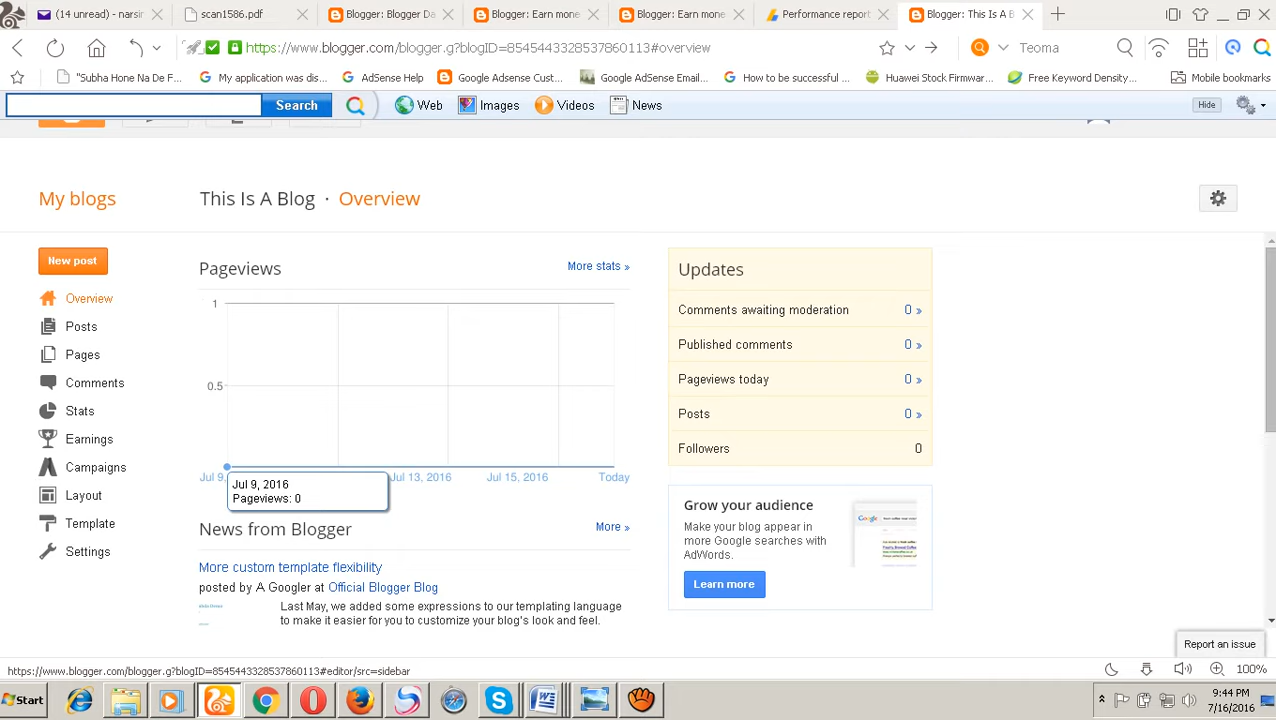 (1 unread) - narsir
scan1586.pdf
Blogger: Blogger Da
Blogger: Earn mone
Blogger: Earn mone
Performance report
Blogger: This Is A B
https://www.blogger.com/blogger.g?blogID=8545443328537860113#overview
Teoma
"Subha Hone Na De F...
My application was dis...
AdSense Help
Google Adsense Cust...
Google AdSense Email...
How to be successful ...
Huawei Stock Firmwar...
Free Keyword Density...
Mobile bookmarks
Search
Web
Images
Videos
News
Hide
My blogs
This Is A Blog · Overview
New post
Overview
Posts
Pages
Comments
Stats
Earnings
Campaigns
Layout
Template
Settings
Pageviews
More stats »
1
0.5
Jul 9,
Jul 13, 2016
Jul 15, 2016
Today
Jul 9, 2016
Pageviews: 0
News from Blogger
More »
More custom template flexibility
posted by A Googler at Official Blogger Blog
Last May, we added some expressions to our templating language
to make it easier for you to customize your blog's look and feel.
Updates
Comments awaiting moderation 0 »
Published comments 0 »
Pageviews today 0 »
Posts 0 »
Followers 0
Grow your audience
Make your blog appear in
more Google searches with
AdWords.
Google
Learn more
Report an issue
https://www.blogger.com/blogger.g?blogID=8545443328537860113#editor/src=sidebar
100%
Start
9:44 PM
7/16/2016